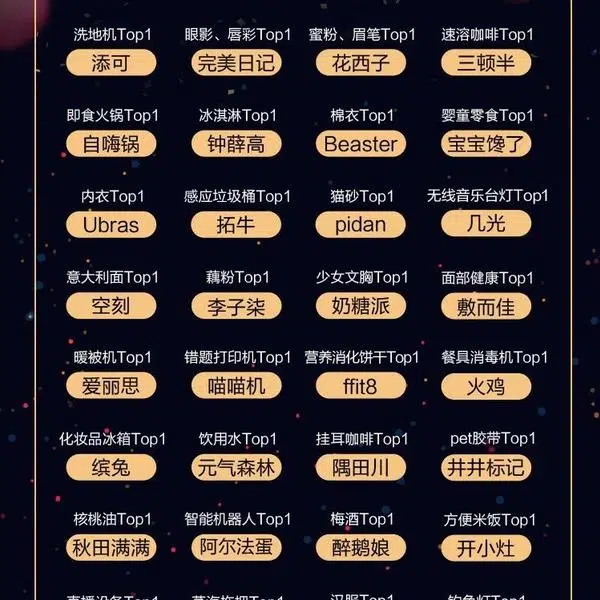 洗地机Top1 眼影、唇彩Top1 蜜粉、眉笔Top1 速溶咖啡Top1
添可 完美日记 花西子 三顿半
即食火锅Top1 冰淇淋Top1 棉衣Top1 婴童零食Top1
自嗨锅 钟薛高 Beaster 宝宝馋了
内衣Top1 感应垃圾桶Top1 猫砂Top1 无线音乐台灯Top1
Ubras 拓牛 pidan 几光
意大利面Top1 藕粉Top1 少女文胸Top1 面部健康Top1
空刻 李子柒 奶糖派 敷而佳
暖被机Top1 错题打印机Top1 营养消化饼干Top1 餐具消毒机Top1
爱丽思 喵喵机 ffit8 火鸡
化妆品冰箱Top1 饮用水Top1 挂耳咖啡Top1 pet胶带Top1
缤兔 元气森林 隅田川 井井标记
核桃油Top1 智能机器人Top1 梅酒Top1 方便米饭Top1
秋田满满 阿尔法蛋 醉鹅娘 开小灶